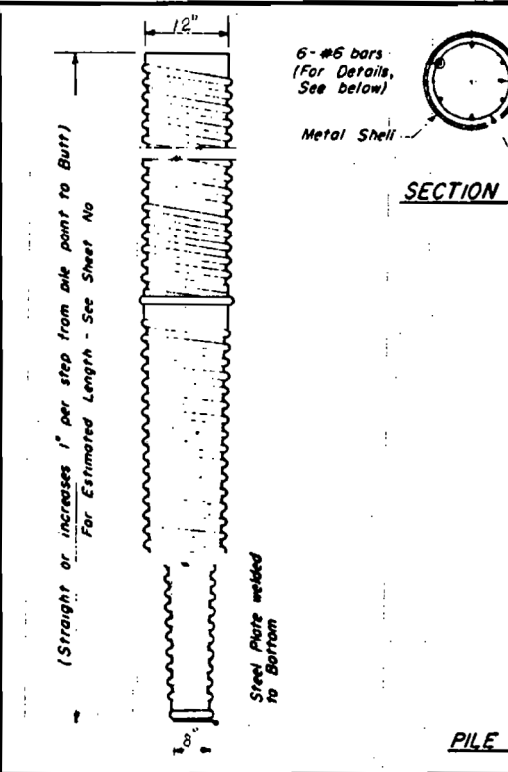 12"
6-#6 bars
(For Details,
See below)
Metal Shell
SECTION
(Straight or increases 1" per step from pile point to Butt)
For Estimated Length - See Sheet No
Steel Plate welded
to Bottom
8"
PILE